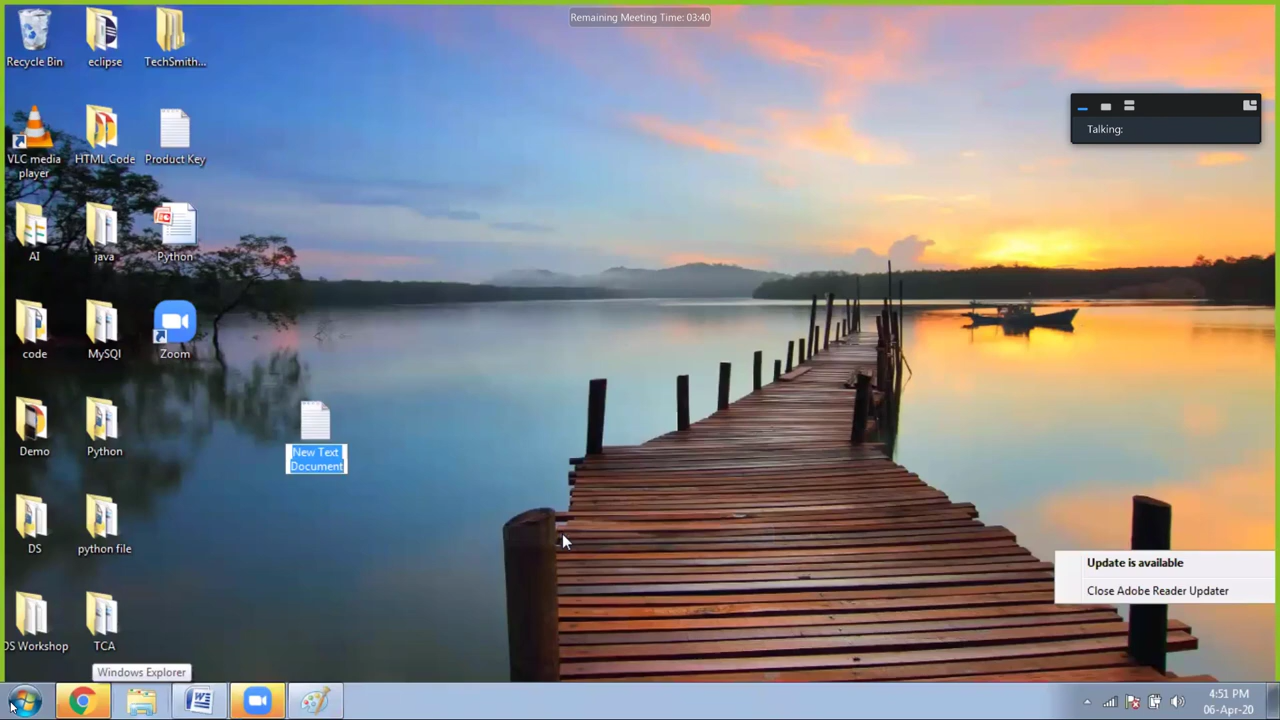 Remaining Meeting Time: 03:40
Recycle Bin
eclipse
TechSmith...
Talking:
VLC media
player
HTML Code
Product Key
AI
java
Python
code
MySQl
Zoom
Demo
Python
New Text
Document
DS
python file
Update is available
Close Adobe Reader Updater
DS Workshop
TCA
Windows Explorer
4:51 PM
06-Apr-20